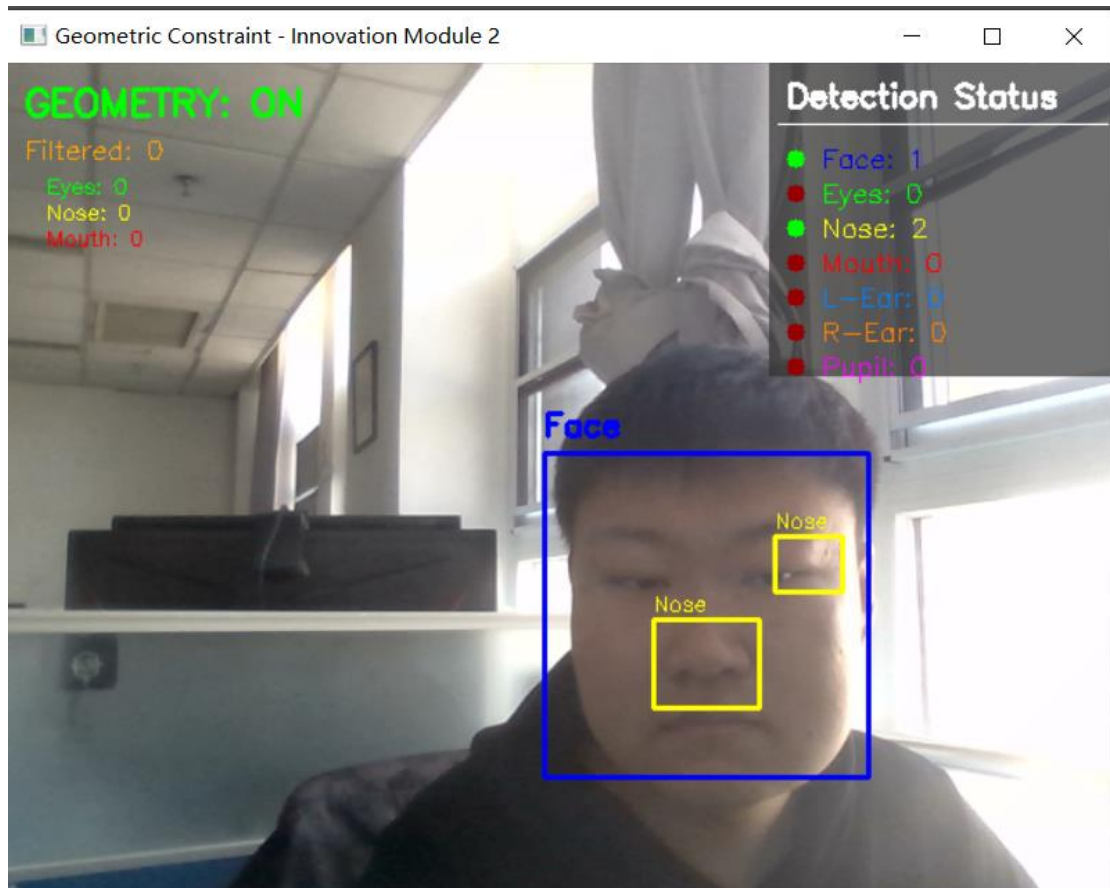 Geometric Constraint - Innovation Module 2
GEOMETRY: ON
Filtered: 0
Eyes: 0
Nose: 0
Mouth: 0
Detection Status
Face: 1
Eyes: 0
Nose: 2
Mouth: 0
L-Ear: 0
R-Ear: 0
Pupil: 0
Face
Nose
Nose